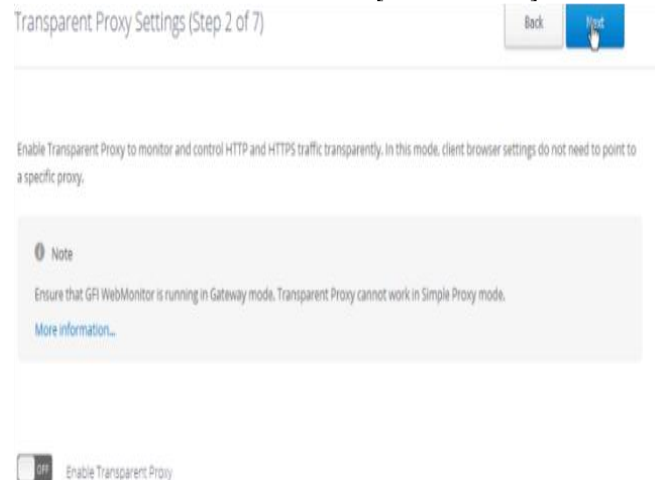 Transparent Proxy Settings (Step 2 of 7)
Back
Next
Enable Transparent Proxy to monitor and control HTTP and HTTPS traffic transparently. In this mode, client browser settings do not need to point to
a specific proxy.
Note
Ensure that GFI WebMonitor is running in Gateway mode. Transparent Proxy cannot work in Simple Proxy mode.
More information...
OFF
Enable Transparent Proxy